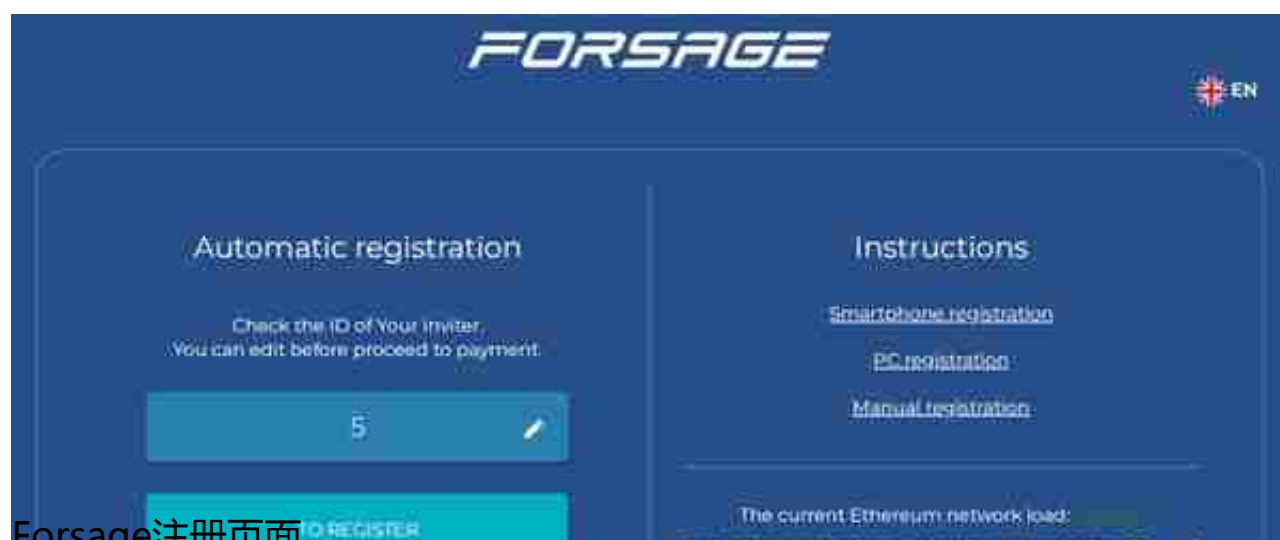 FORSAGE
EN
Automatic registration
Check the ID of Your Inviter.
You can edit before proceed to payment.
5
TO REGISTER
Instructions
Smartphone registration
PC registration
Manual registration
The current Ethereum network load:
Forsage注册页面